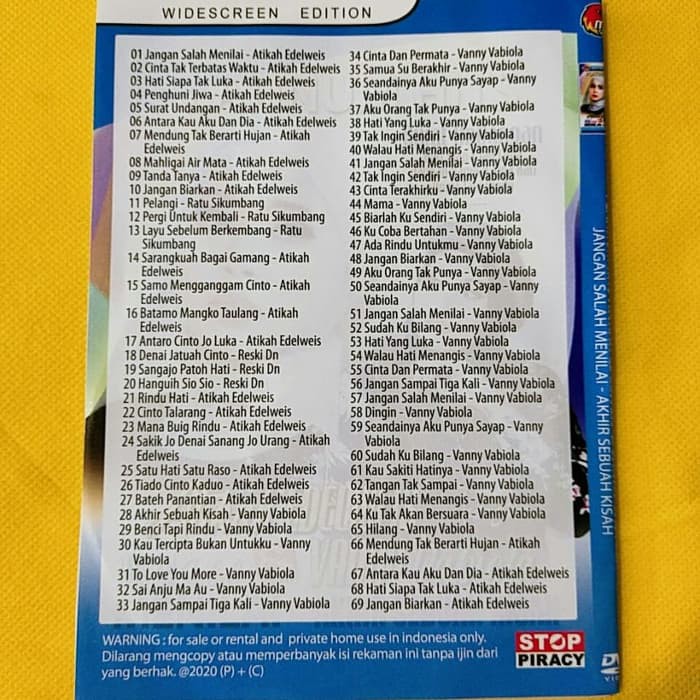 WIDESCREEN EDITION
01 Jangan Salah Menilai - Atikah Edelweis
02 Cinta Tak Terbatas Waktu - Atikah Edelweis
03 Hati Siapa Tak Luka - Atikah Edelweis
04 Penghuni Jiwa - Atikah Edelweis
05 Surat Undangan - Atikah Edelweis
06 Antara Kau Aku Dan Dia - Atikah Edelweis
07 Mendung Tak Berarti Hujan - Atikah
Edelweis
08 Mahligai Air Mata - Atikah Edelweis
09 Tanda Tanya - Atikah Edelweis
10 Jangan Biarkan - Atikah Edelweis
11 Pelangi - Ratu Sikumbang
12 Pergi Untuk Kembali - Ratu Sikumbang
13 Layu Sebelum Berkembang - Ratu
Sikumbang
14 Sarangkuah Bagai Gamang - Atikah
Edelweis
15 Samo Mengganggam Cinto - Atikah
Edelweis
16 Batamo Mangko Taulang - Atikah
Edelweis
17 Antaro Cinto Jo Luka - Atikah Edelweis
18 Denai Jatuah Cinto - Reski Dn
19 Sangajo Patoh Hati - Reski Dn
20 Hanguih Sio Sio - Reski Dn
21 Rindu Hati - Atikah Edelweis
22 Cinto Talarang - Atikah Edelweis
23 Mana Buig Rindu - Atikah Edelweis
24 Sakik Jo Denai Sanang Jo Urang - Atikah
Edelweis
25 Satu Hati Satu Raso - Atikah Edelweis
26 Tiado Cinto Kaduo - Atikah Edelweis
27 Bateh Panantian - Atikah Edelweis
28 Akhir Sebuah Kisah - Vanny Vabiola
29 Benci Tapi Rindu - Vanny Vabiola
30 Kau Tercipta Bukan Untukku - Vanny
Vabiola
31 To Love You More - Vanny Vabiola
32 Sai Anju Ma Au - Vanny Vabiola
33 Jangan Sampai Tiga Kali - Vanny Vabiola
34 Cinta Dan Permata - Vanny Vabiola
35 Samua Su Berakhir - Vanny Vabiola
36 Seandainya Aku Punya Sayap - Vanny
Vabiola
37 Aku Orang Tak Punya - Vanny Vabiola
38 Hati Yang Luka - Vanny Vabiola
39 Tak Ingin Sendiri - Vanny Vabiola
40 Walau Hati Menangis - Vanny Vabiola
41 Jangan Salah Menilai - Vanny Vabiola
42 Tak Ingin Sendiri - Vanny Vabiola
43 Cinta Terakhirku - Vanny Vabiola
44 Mama - Vanny Vabiola
45 Biarlah Ku Sendiri - Vanny Vabiola
46 Ku Coba Bertahan - Vanny Vabiola
47 Ada Rindu Untukmu - Vanny Vabiola
48 Jangan Biarkan - Vanny Vabiola
49 Aku Orang Tak Punya - Vanny Vabiola
50 Seandainya Aku Punya Sayap - Vanny
Vabiola
51 Jangan Salah Menilai - Vanny Vabiola
52 Sudah Ku Bilang - Vanny Vabiola
53 Hati Yang Luka - Vanny Vabiola
54 Walau Hati Menangis - Vanny Vabiola
55 Cinta Dan Permata - Vanny Vabiola
56 Jangan Sampai Tiga Kali - Vanny Vabiola
57 Jangan Salah Menilai - Vanny Vabiola
58 Dingin - Vanny Vabiola
59 Seandainya Aku Punya Sayap - Vanny
Vabiola
60 Sudah Ku Bilang - Vanny Vabiola
61 Kau Sakiti Hatinya - Vanny Vabiola
62 Tangan Tak Sampai - Vanny Vabiola
63 Walau Hati Menangis - Vanny Vabiola
64 Ku Tak Akan Bersuara - Vanny Vabiola
65 Hilang - Vanny Vabiola
66 Mendung Tak Berarti Hujan - Atikah
Edelweis
67 Antara Kau Aku Dan Dia - Atikah Edelweis
68 Hati Siapa Tak Luka - Atikah Edelweis
69 Jangan Biarkan - Atikah Edelweis
WARNING : for sale or rental and private home use in indonesia only.
Dilarang mengcopy atau memperbanyak isi rekaman ini tanpa ijin dari
yang berhak. @2020 (P) + (C)
STOP
PIRACY
JANGAN SALAH MENILAI - AKHIR SEBUAH KISAH